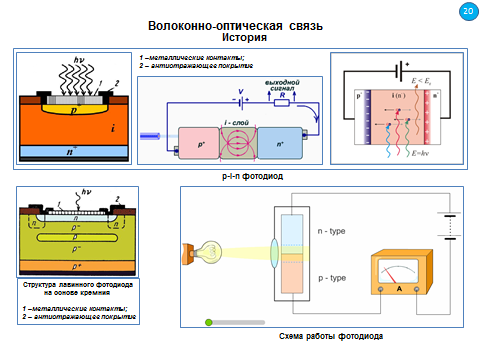 20
Волоконно-оптическая связь
История
hν
1
2
p
i
n⁺
1 –металлические контакты;
2 – антиотражающее покрытие
выходной
сигнал
V
R
– +
i - слой
p⁺
n⁺
+
E < E
p
i (n )
n
E=hν
p-i-n фотодиод
hν
1
2
n
n
n
p⁻
p
p⁻
p⁺
Структура лавинного фотодиода
на основе кремния
1 –металлические контакты;
2 – антиотражающее покрытие
n - type
p - type
A
Схема работы фотодиода